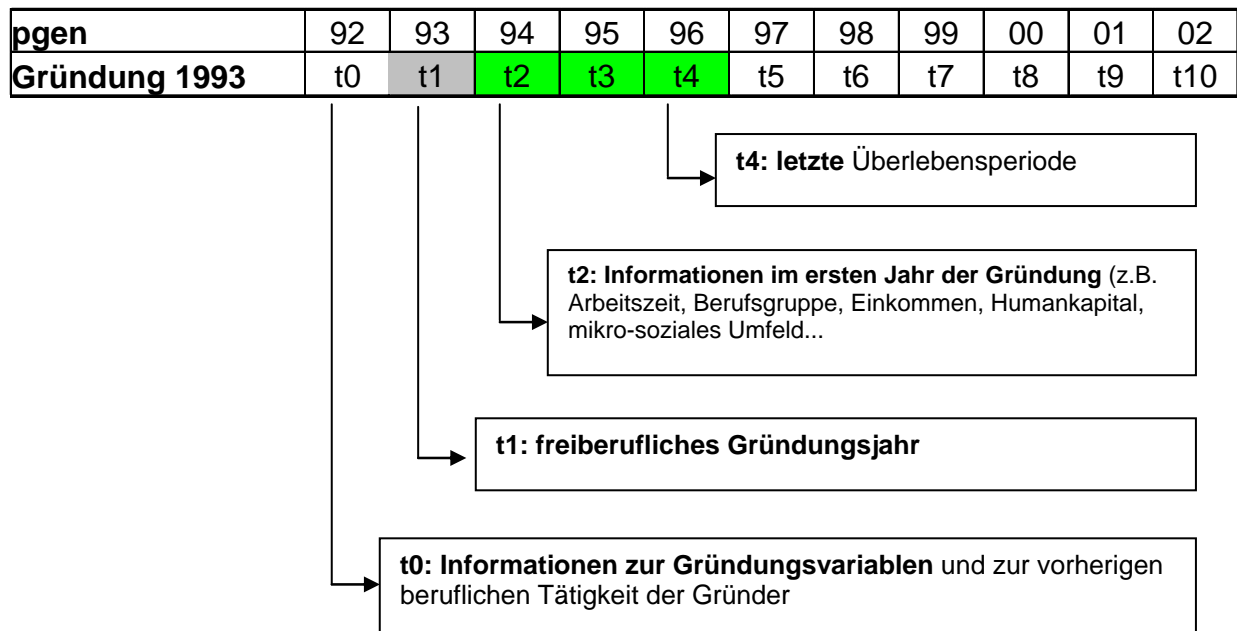 pgen 92 93 94 95 96 97 98 99 00 01 02
Gründung 1993 t0 t1 t2 t3 t4 t5 t6 t7 t8 t9 t10
t4: letzte Überlebensperiode
t2: Informationen im ersten Jahr der Gründung (z.B.
Arbeitszeit, Berufsgruppe, Einkommen, Humankapital,
mikro-soziales Umfeld...
t1: freiberufliches Gründungsjahr
t0: Informationen zur Gründungsvariablen und zur vorherigen
beruflichen Tätigkeit der Gründer